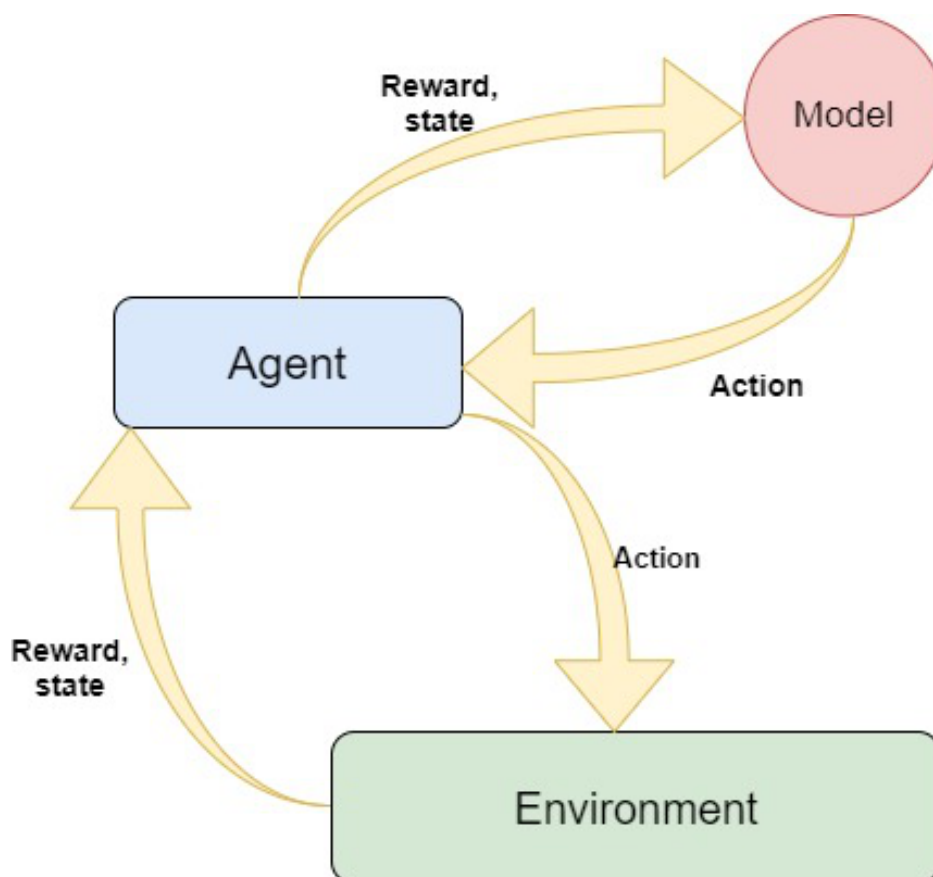 Reward,
state
Model
Agent
Action
Action
Reward,
state
Environment